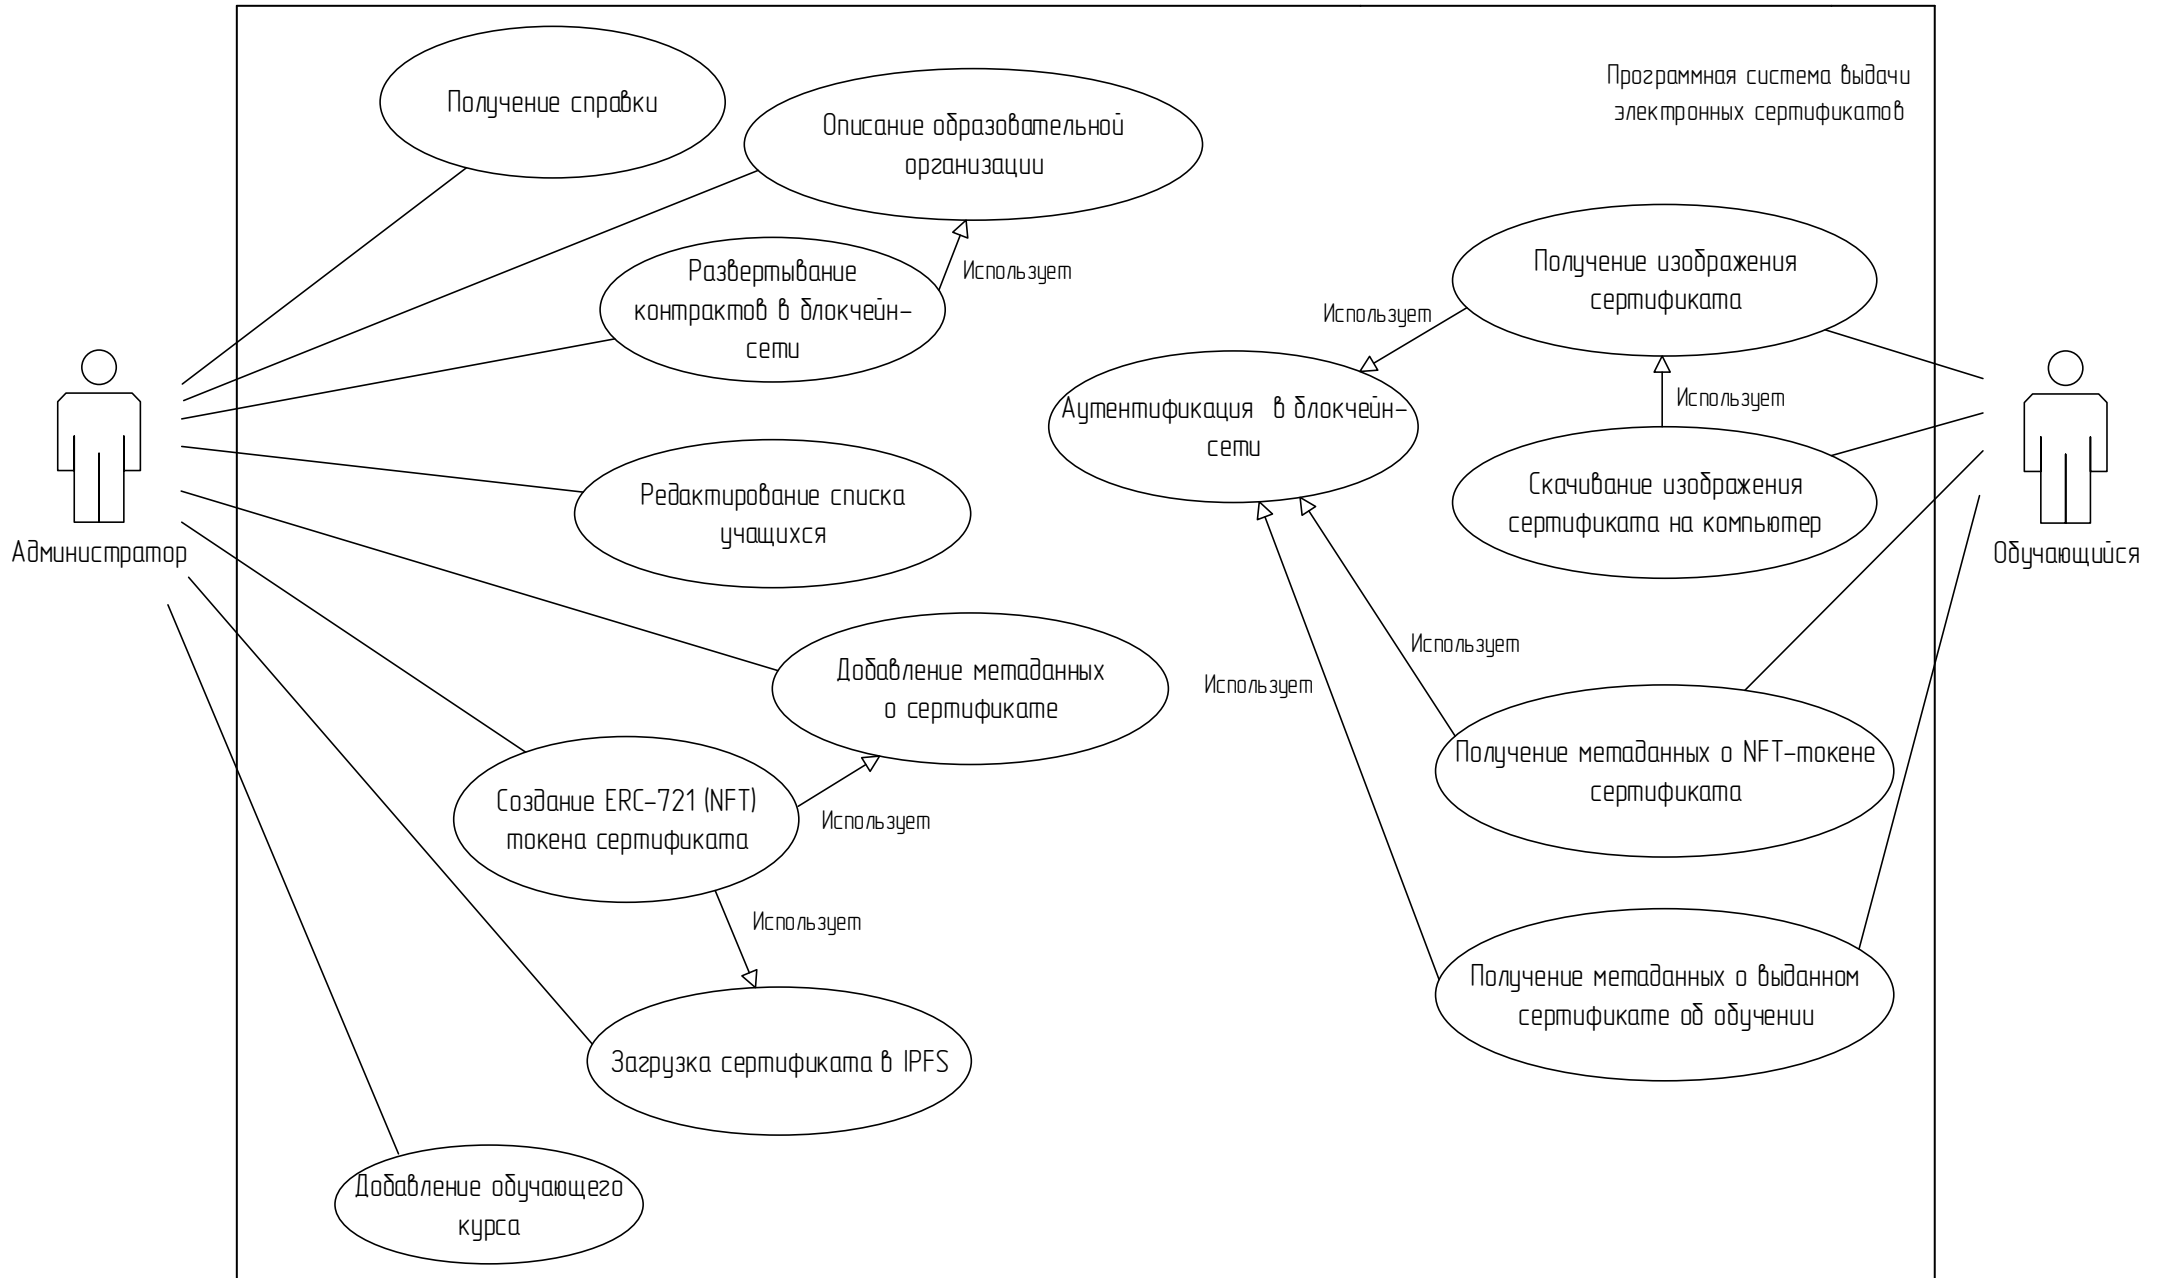 Программная система выдачи
электронных сертификатов
Получение справки
Описание образовательной
организации
Развертывание
контрактов в блокчейн-
сети
Использует
Администратор
Редактирование списка
учащихся
Добавление метаданных
о сертификате
Создание ERC-721 (NFT)
токена сертификата
Использует
Использует
Загрузка сертификата в IPFS
Добавление обучающего
курса
Получение изображения
сертификата
Использует
Аутентификация в блокчейн-
сети
Использует
Скачивание изображения
сертификата на компьютер
Обучающийся
Использует
Использует
Получение метаданных о NFT-токене
сертификата
Получение метаданных о выданном
сертификате об обучении